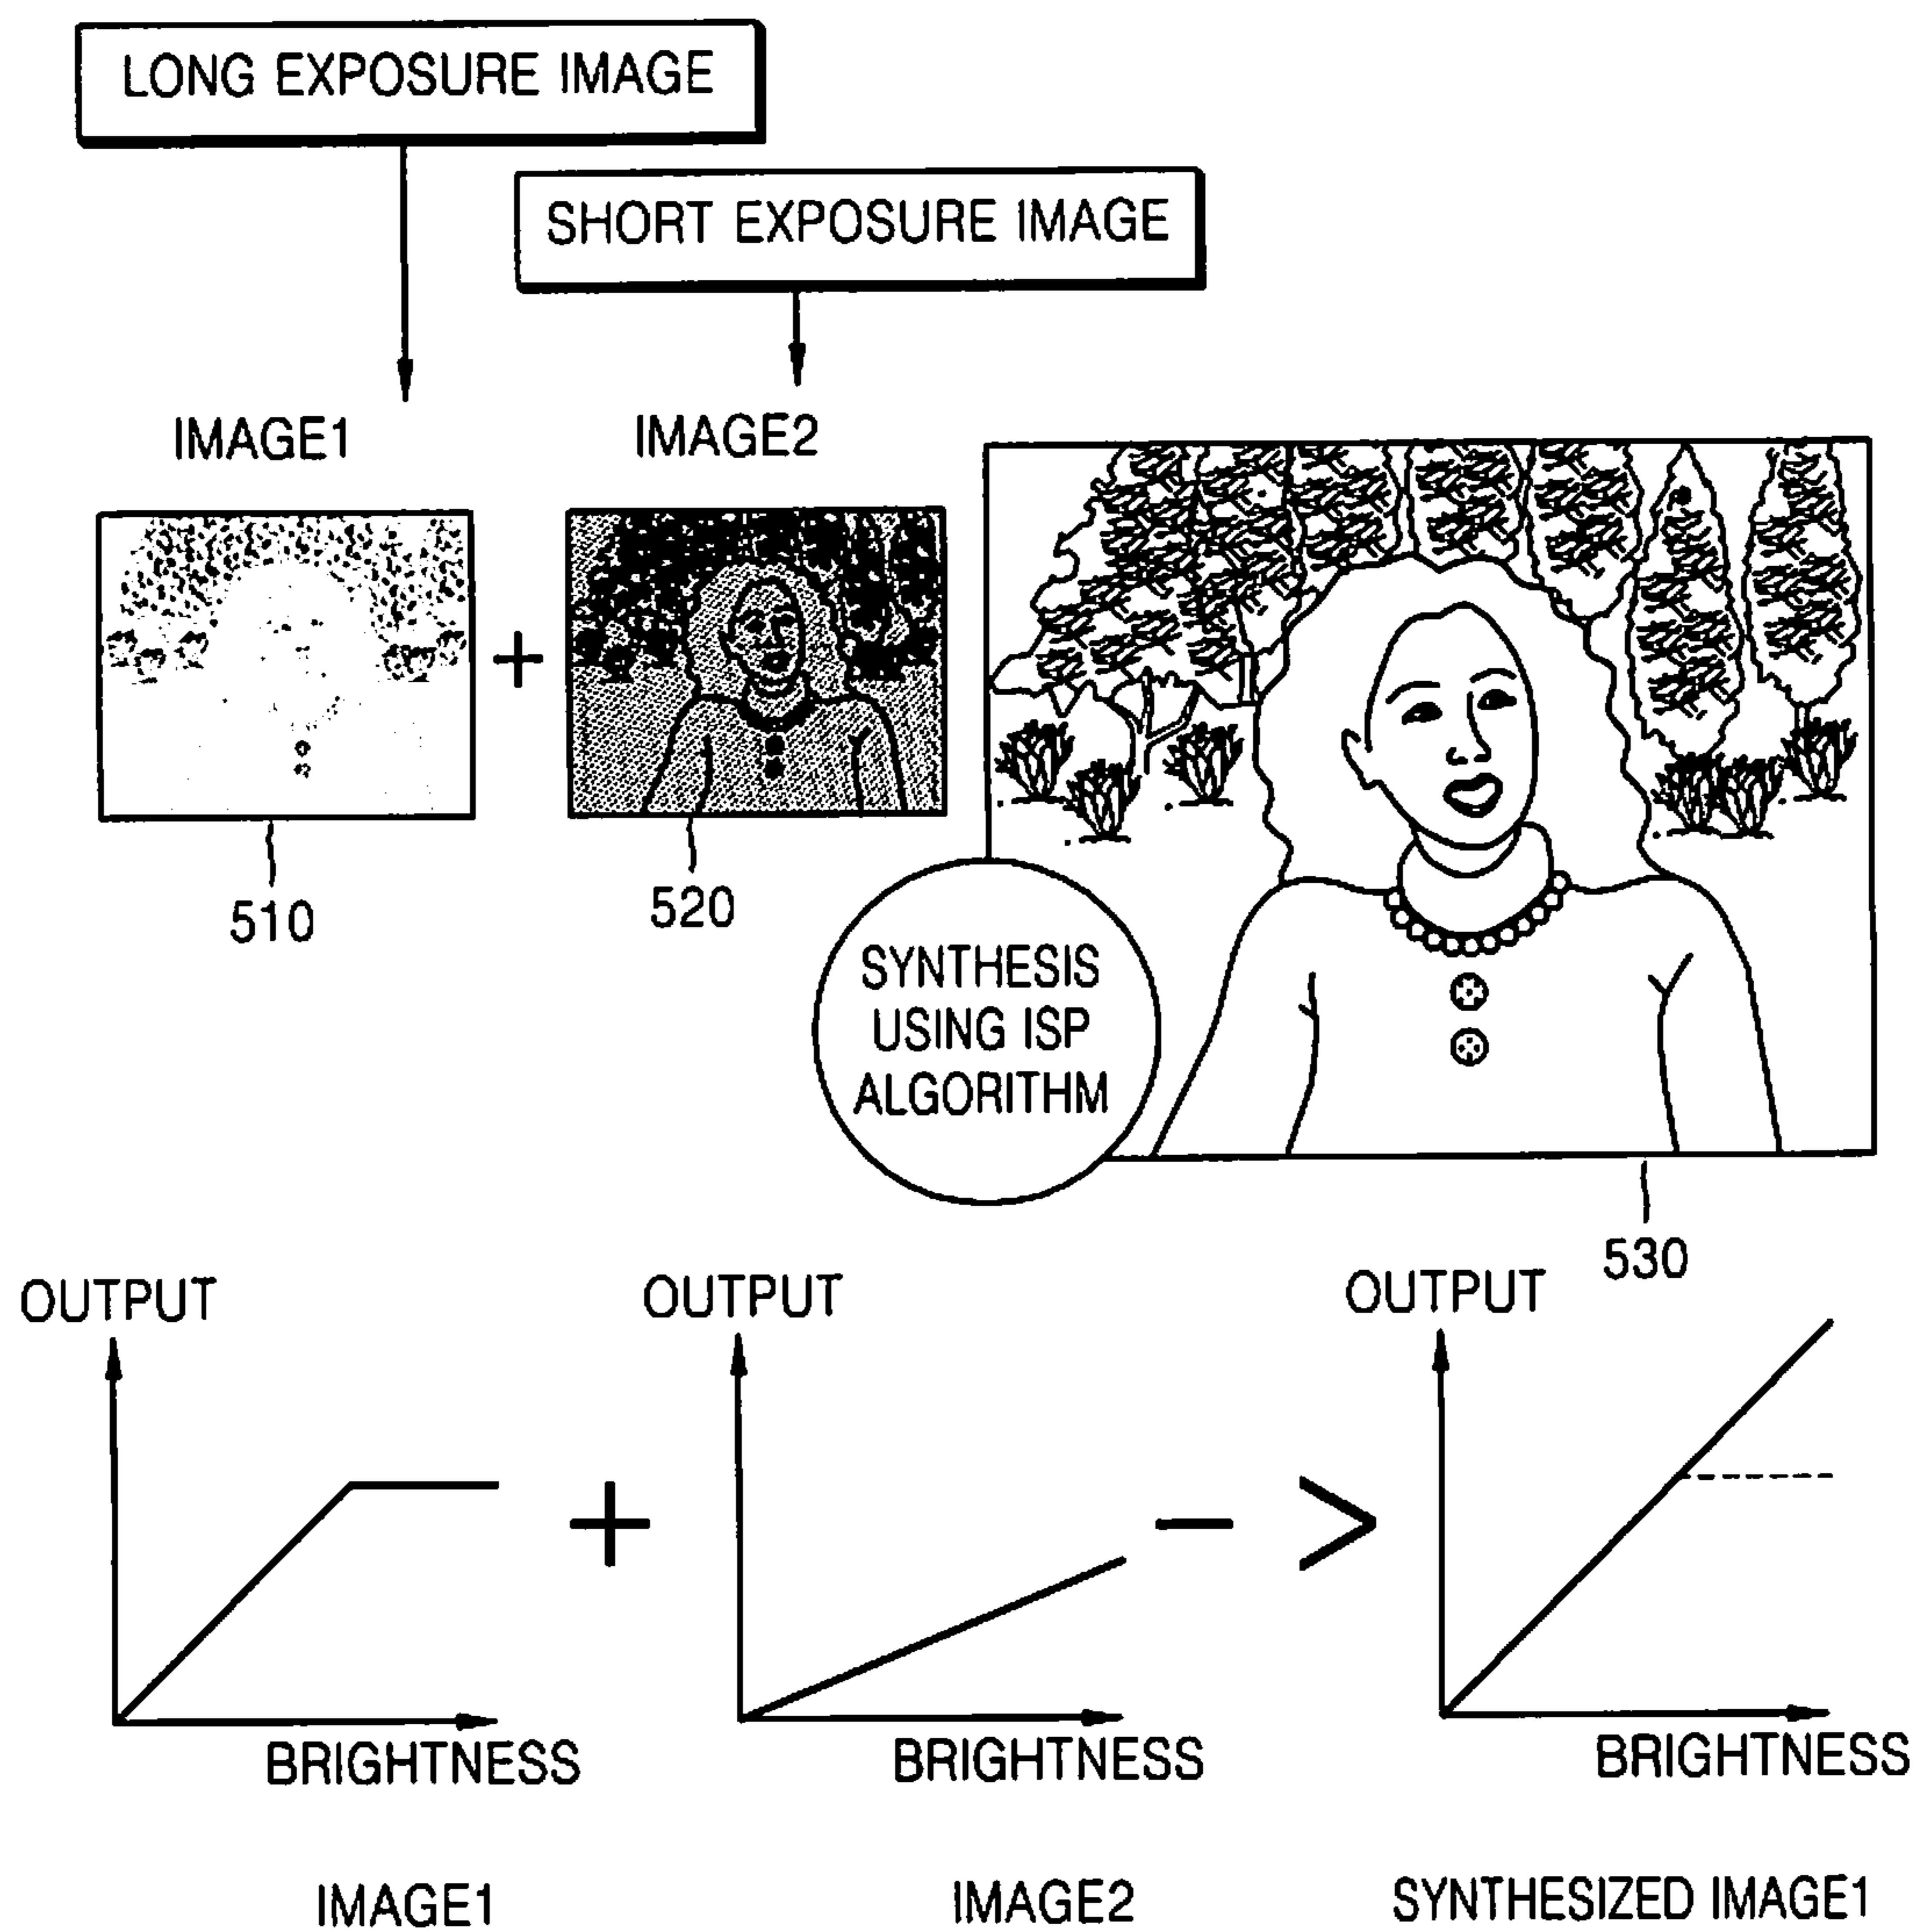 LONG EXPOSURE IMAGE
SHORT EXPOSURE IMAGE
IMAGE1
IMAGE2
+
510
520
SYNTHESIS
USING ISP
ALGORITHM
530
OUTPUT
OUTPUT
OUTPUT
+
- >
BRIGHTNESS
BRIGHTNESS
BRIGHTNESS
IMAGE1
IMAGE2
SYNTHESIZED IMAGE1